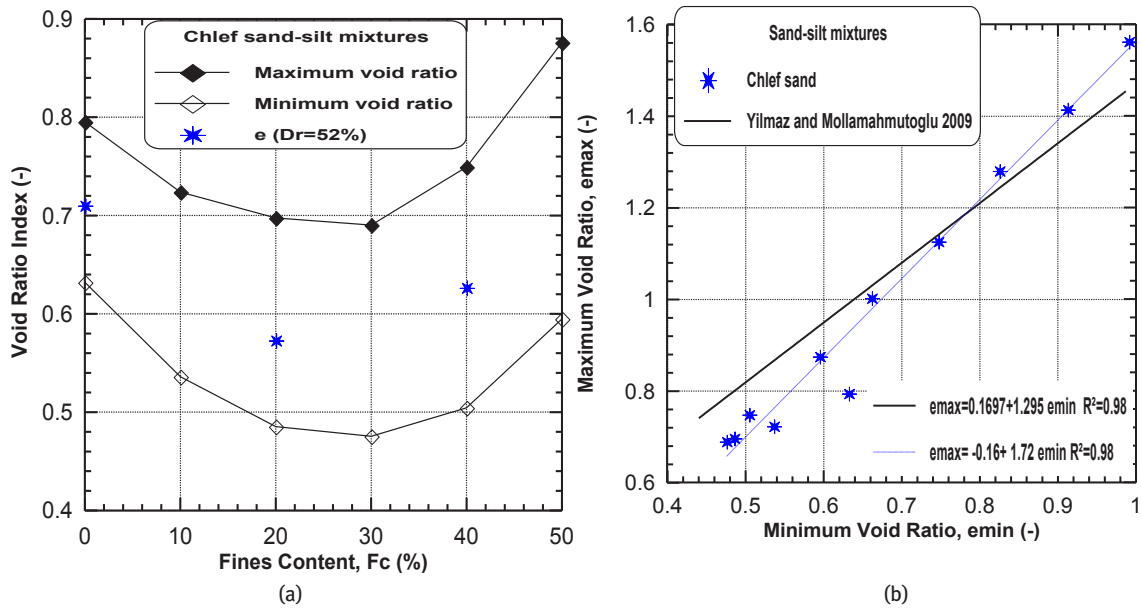 0.9
0.8
0.7
0.6
0.5
0.4
Void Ratio Index (-)
Chlef sand-silt mixtures
Maximum void ratio
Minimum void ratio
e (Dr=52%)
0 10 20 30 40 50
Fines Content, Fc (%)
(a)
1.6
1.4
1.2
1
0.8
0.6
Maximum Void Ratio, emax (-)
Sand-silt mixtures
Chlef sand
Yilmaz and Mollamahmutoglu 2009
emax=0.1697+1.295 emin R²=0.98
emax= -0.16+ 1.72 emin R²=0.98
0.4 0.5 0.6 0.7 0.8 0.9 1
Minimum Void Ratio, emin (-)
(b)